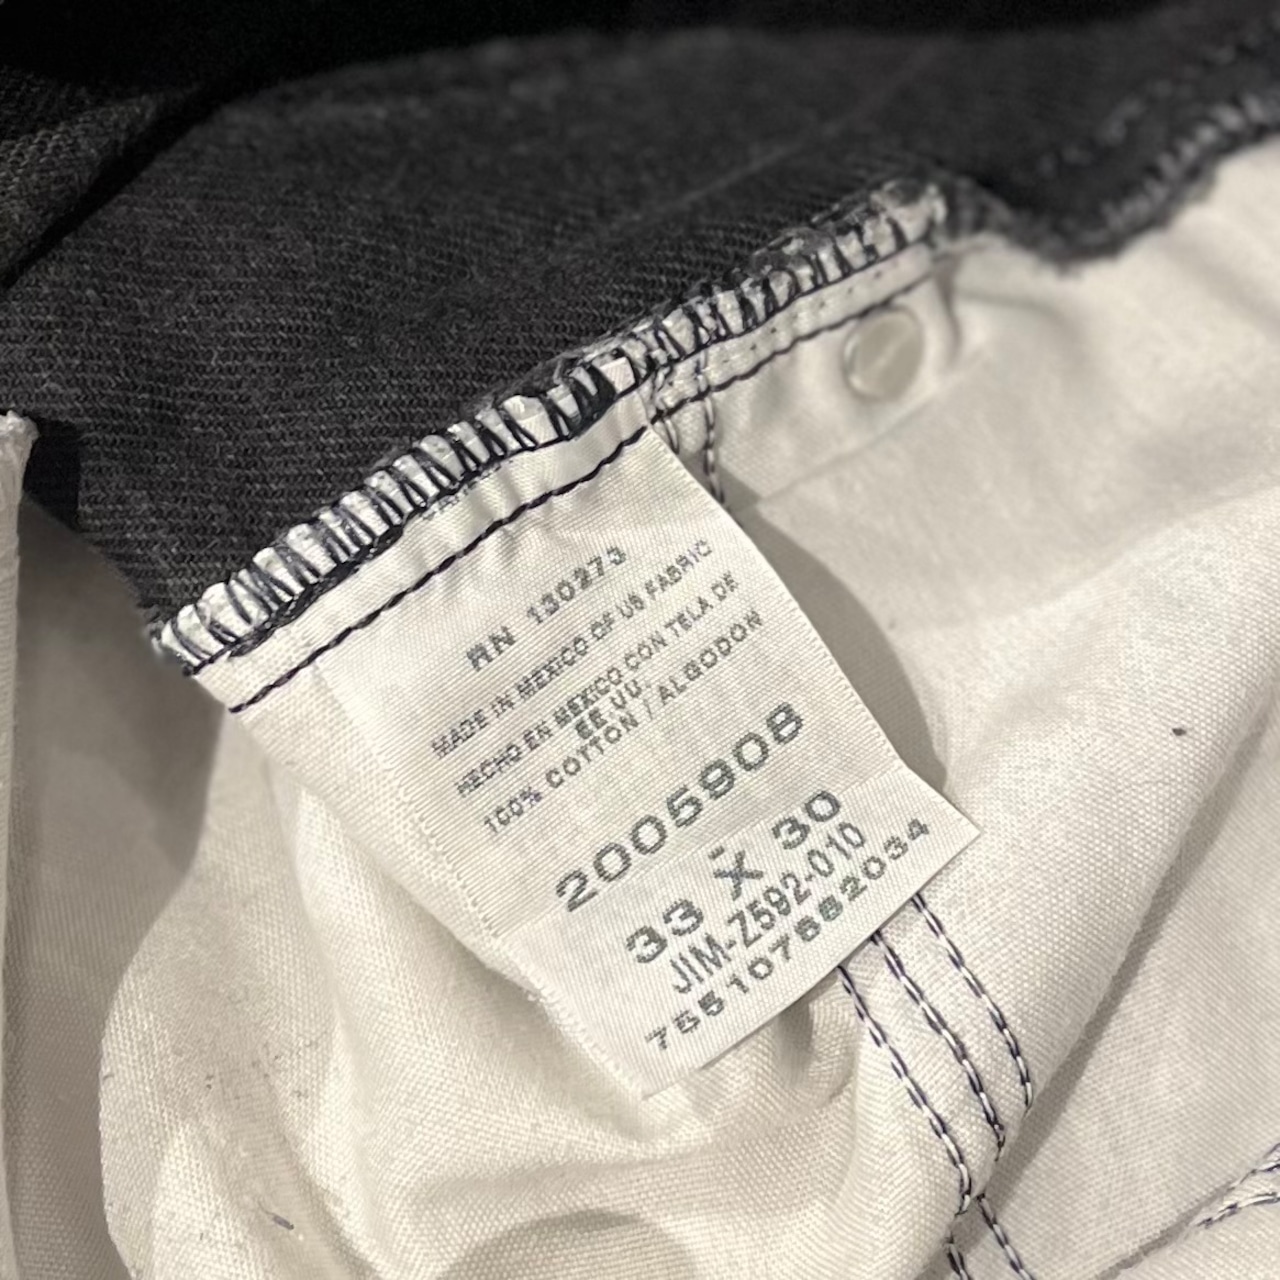 RN 130273
MADE IN MEXICO OF US FABRIC
HECHO EN MEXICO CON TELA DE
EE UU.
100% COTTON / ALGODON
2005908
33 X 30
JIM-Z592-010
755107682034